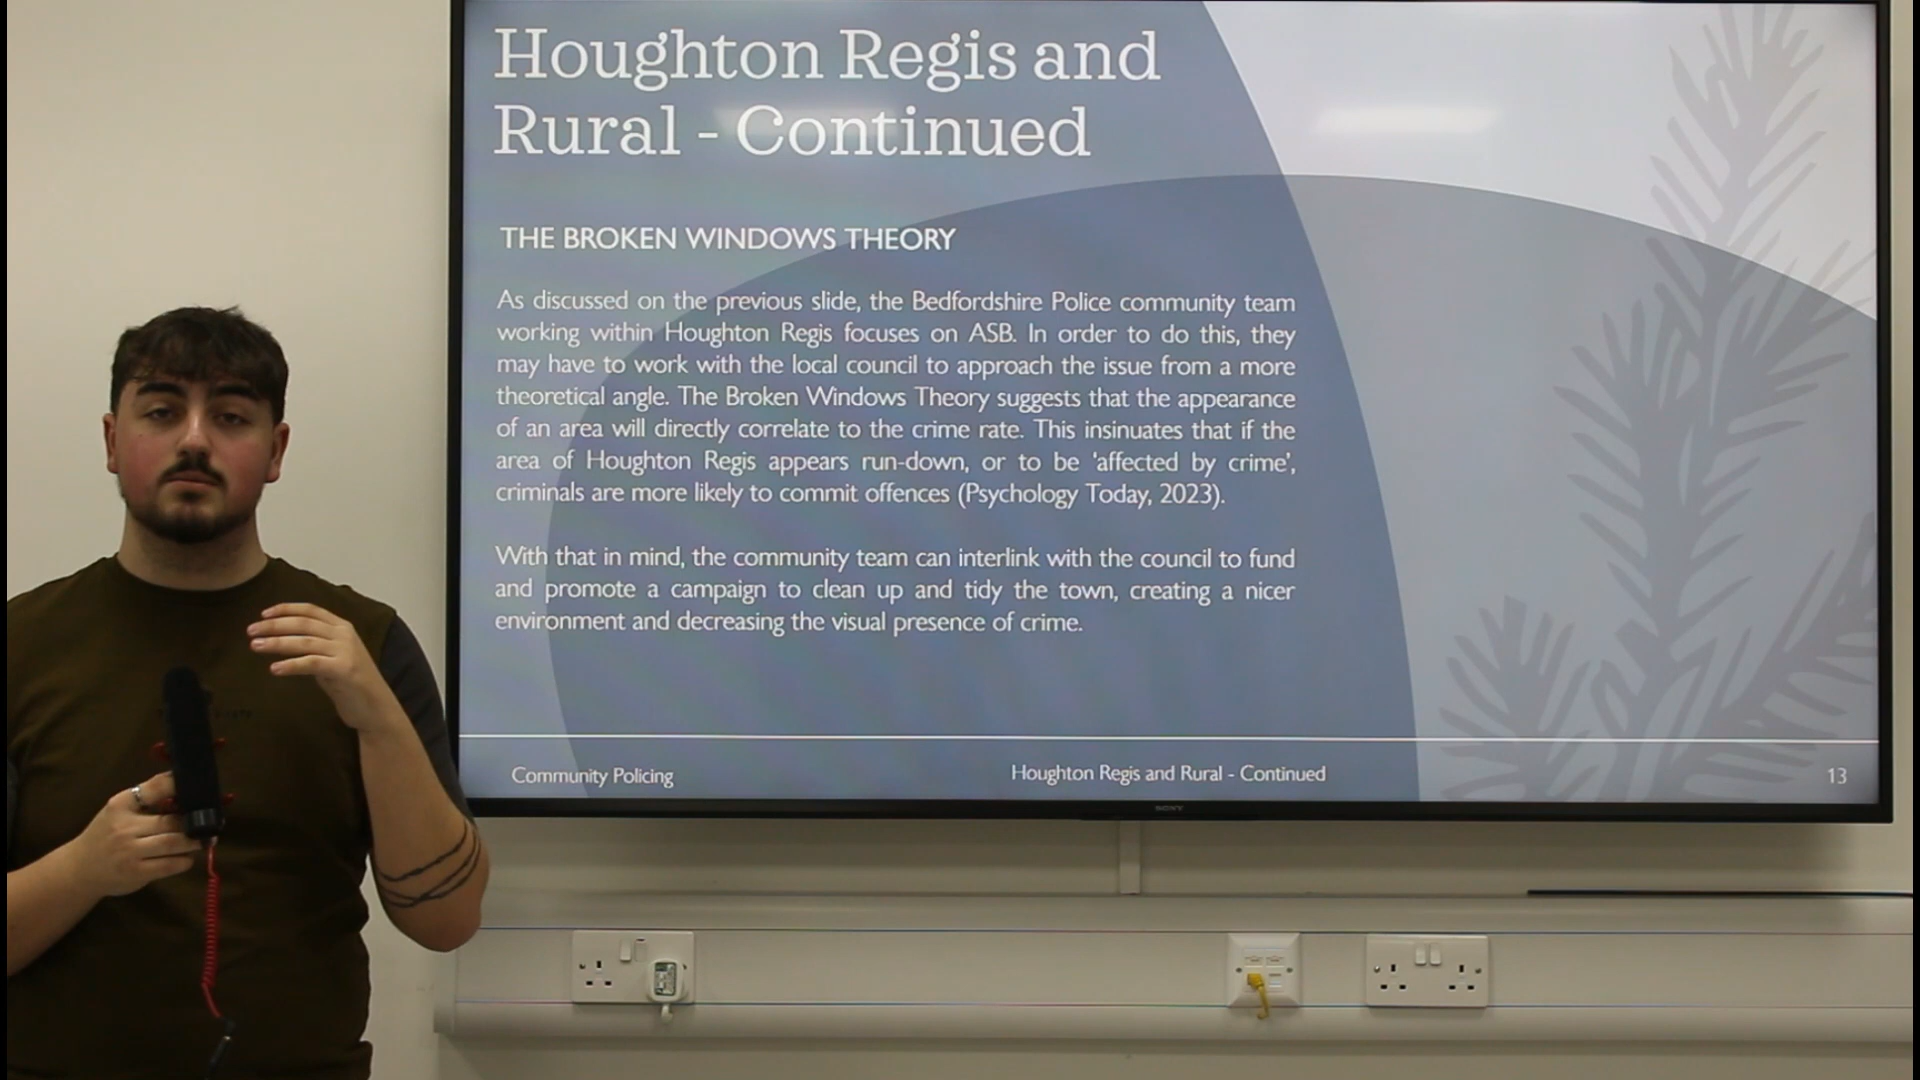 Houghton Regis and
Rural - Continued
THE BROKEN WINDOWS THEORY
As discussed on the previous slide, the Bedfordshire Police community team
working within Houghton Regis focuses on ASB. In order to do this, they
may have to work with the local council to approach the issue from a more
theoretical angle. The Broken Windows Theory suggests that the appearance
of an area will directly correlate to the crime rate. This insinuates that if the
area of Houghton Regis appears run-down, or to be 'affected by crime',
criminals are more likely to commit offences (Psychology Today, 2023).
With that in mind, the community team can interlink with the council to fund
and promote a campaign to clean up and tidy the town, creating a nicer
environment and decreasing the visual presence of crime.
Community Policing
Houghton Regis and Rural - Continued
13
SONY